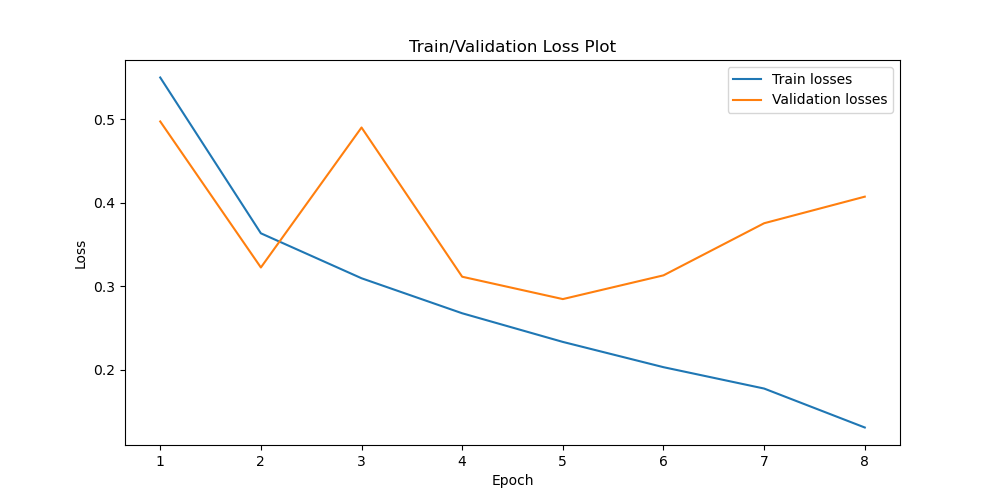 Train/Validation Loss Plot
Train losses
Validation losses
0.5
0.4
0.3
0.2
Loss
1 2 3 4 5 6 7 8
Epoch